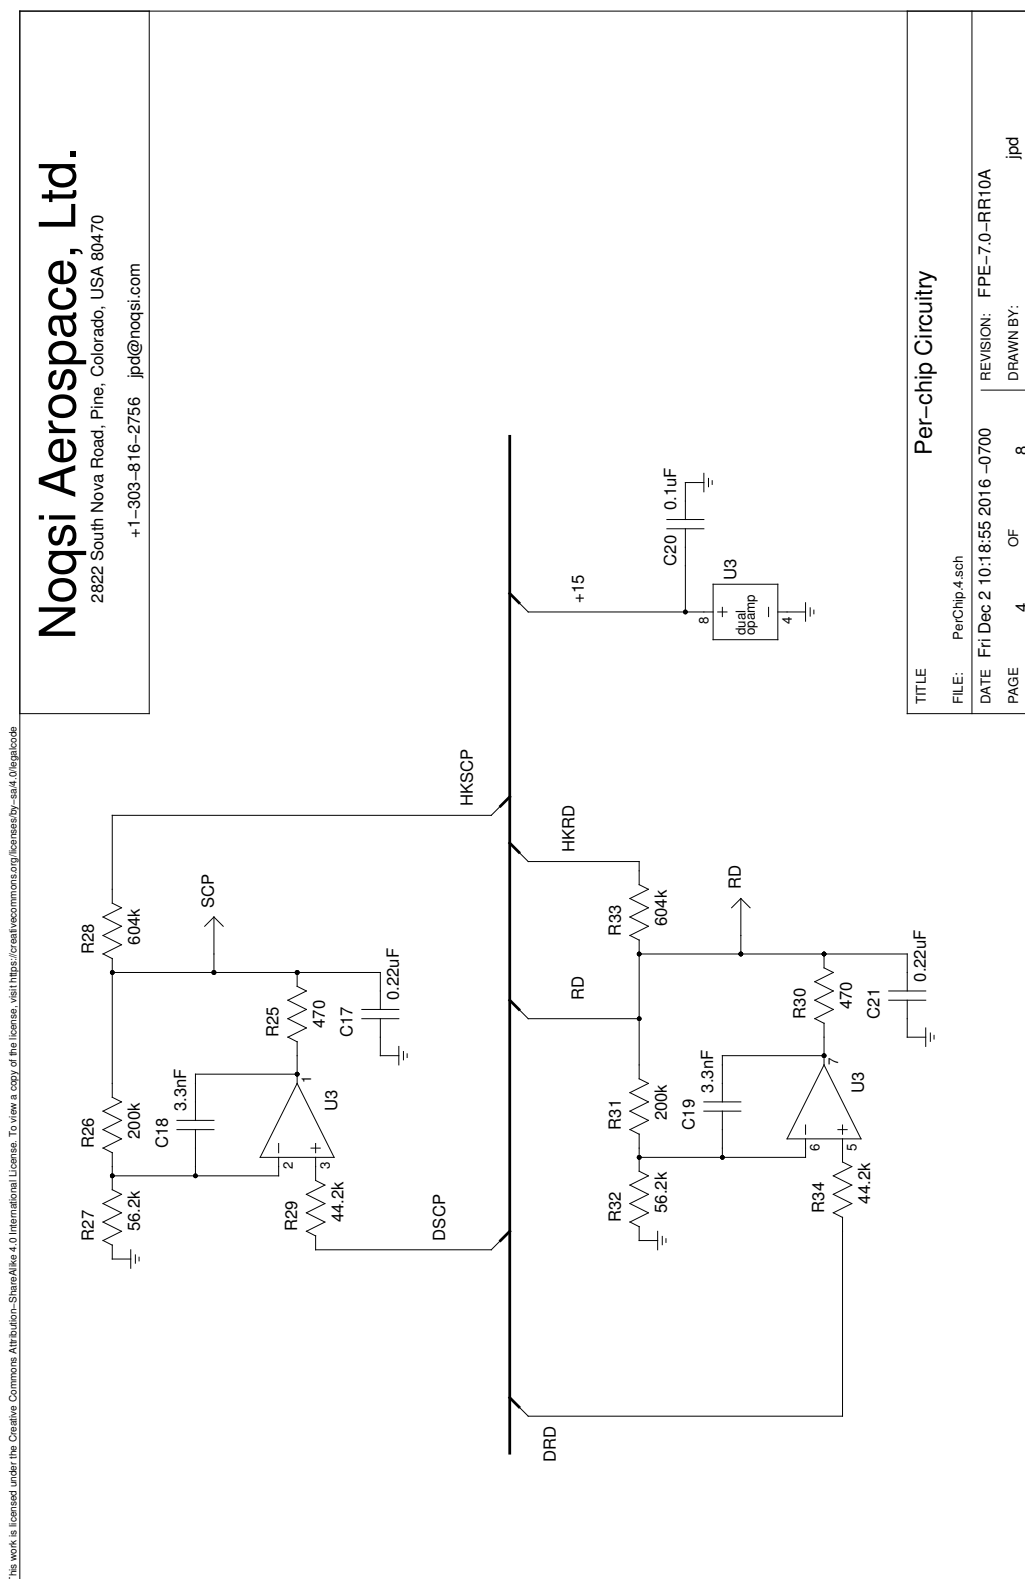 Noqsi Aerospace, Ltd.
2822 South Nova Road, Pine, Colorado, USA 80470
+1−303−816−2756 jpd@noqsi.com
This work is licensed under the Creative Commons Attribution−ShareAlike 4.0 International License. To view a copy of the license, visit https://creativecommons.org/licenses/by−sa/4.0/legalcode
R27
56.2k
R26
200k
R28
604k
C18
3.3nF
SCP
HKSCP
2
3
1
U3
R29
44.2k
R25
470
C17
0.22uF
DSCP
DRD
RD
HKRD
+15
R32
56.2k
R31
200k
R33
604k
C19
3.3nF
RD
6
5
7
U3
R34
44.2k
R30
470
C21
0.22uF
C20
0.1uF
8
+
dual
opamp
−
4
U3
TITLE
Per−chip Circuitry
FILE: PerChip.4.sch
DATE Fri Dec 2 10:18:55 2016 −0700
REVISION: FPE−7.0−RR10A
PAGE 4 OF 8
DRAWN BY: jpd